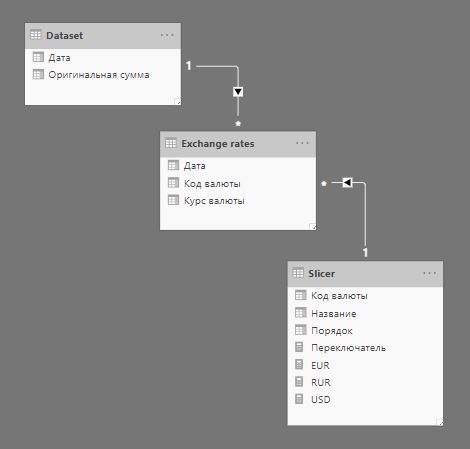 Dataset
Дата
Оригинальная сумма
1
*
Exchange rates
Дата
Код валюты
Курс валюты
*
1
Slicer
Код валюты
Название
Порядок
Переключатель
EUR
RUR
USD